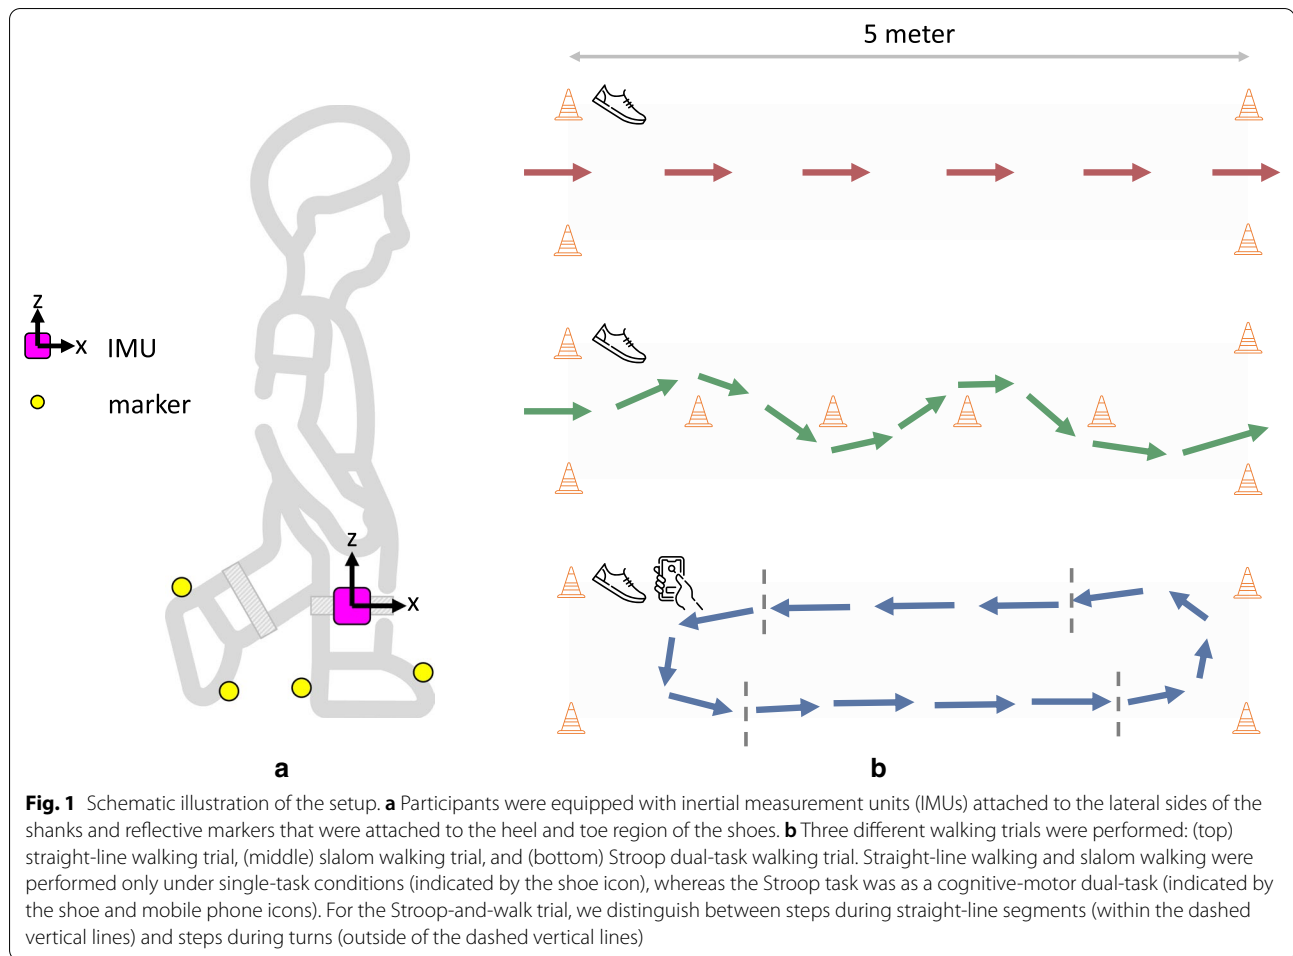 5 meter
Z
X IMU
marker
Z
X
a
b
Fig. 1 Schematic illustration of the setup. a Participants were equipped with inertial measurement units (IMUs) attached to the lateral sides of the
shanks and reflective markers that were attached to the heel and toe region of the shoes. b Three different walking trials were performed: (top)
straight-line walking trial, (middle) slalom walking trial, and (bottom) Stroop dual-task walking trial. Straight-line walking and slalom walking were
performed only under single-task conditions (indicated by the shoe icon), whereas the Stroop task was as a cognitive-motor dual-task (indicated by
the shoe and mobile phone icons). For the Stroop-and-walk trial, we distinguish between steps during straight-line segments (within the dashed
vertical lines) and steps during turns (outside of the dashed vertical lines)